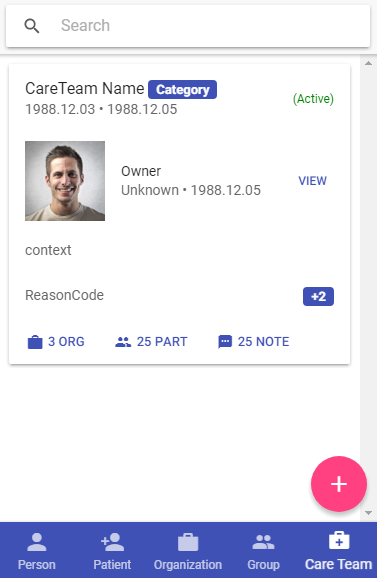 Search
CareTeam Name Category
1988.12.03 • 1988.12.05
(Active)
Owner
Unknown • 1988.12.05
VIEW
context
ReasonCode
+2
3 ORG 25 PART 25 NOTE
+
Person Patient Organization Group Care Team